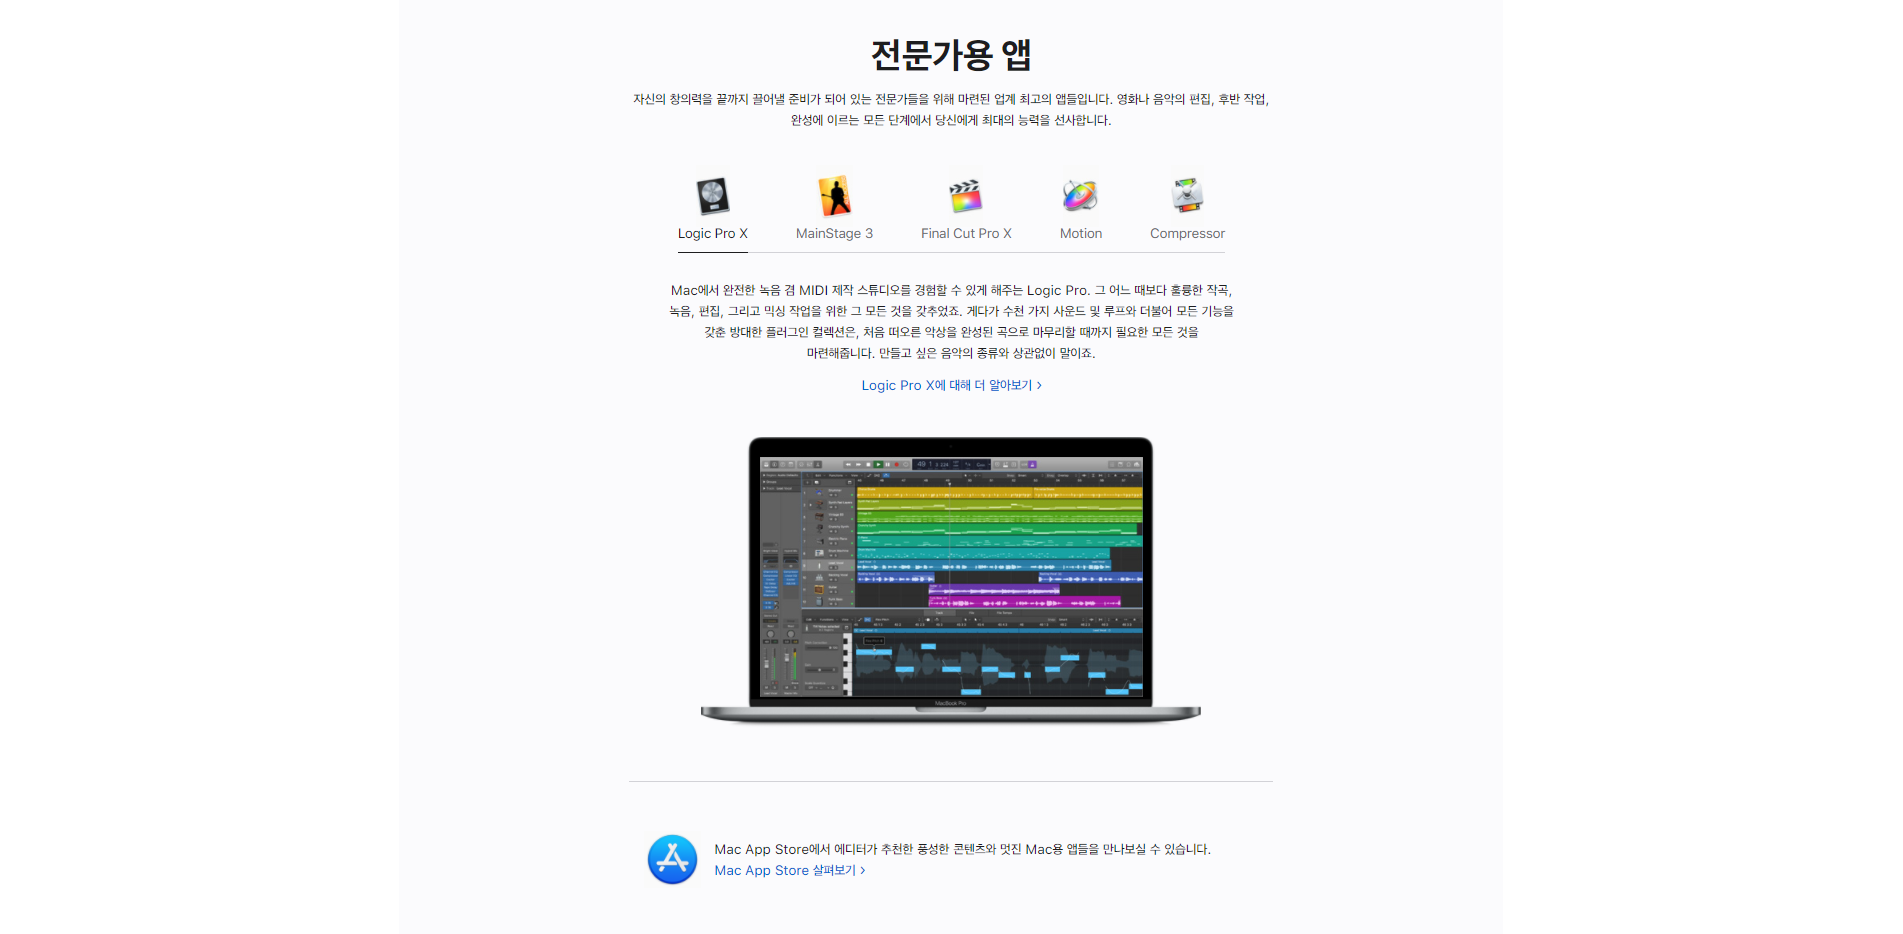 전문가용 앱
자신의 창의력을 끝까지 끌어낼 준비가 되어 있는 전문가들을 위해 마련된 업계 최고의 앱들입니다. 영화나 음악의 편집, 후반 작업,
완성에 이르는 모든 단계에서 당신에게 최대의 능력을 선사합니다.
Logic Pro X
MainStage 3
Final Cut Pro X
Motion
Compressor
Mac에서 완전한 녹음 겸 MIDI 제작 스튜디오를 경험할 수 있게 해주는 Logic Pro. 그 어느 때보다 훌륭한 작곡,
녹음, 편집, 그리고 믹싱 작업을 위한 그 모든 것을 갖추었죠. 게다가 수천 가지 사운드 및 루프와 더불어 모든 기능을
갖춘 방대한 플러그인 컬렉션은, 처음 떠오른 악상을 완성된 곡으로 마무리할 때까지 필요한 모든 것을
마련해줍니다. 만들고 싶은 음악의 종류와 상관없이 말이죠.
Logic Pro X에 대해 더 알아보기 >
MacBook Pro
Mac App Store에서 에디터가 추천한 풍성한 콘텐츠와 멋진 Mac용 앱들을 만나보실 수 있습니다.
Mac App Store 살펴보기 >